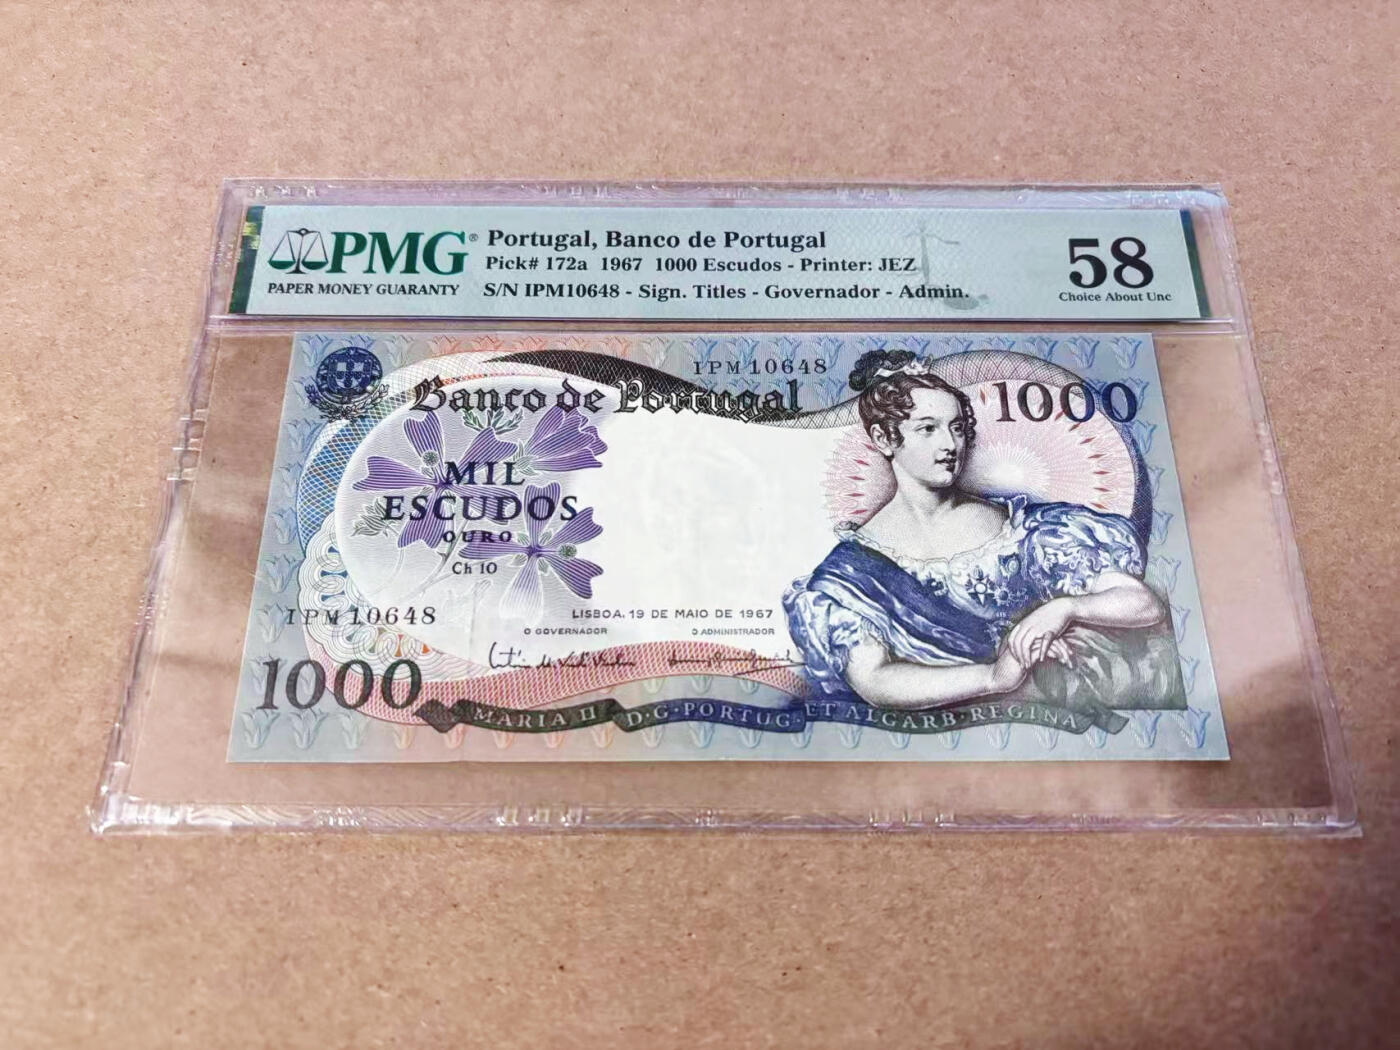 PMG®
PAPER MONEY GUARANTY
Portugal, Banco de Portugal
Pick# 172a 1967 1000 Escudos - Printer: JEZ
S/N IPM10648 - Sign. Titles - Governador - Admin.
58
Choice About Unc
IPM10648
Banco de Portugal
1000
MIL
ESCUDOS
OURO
Ch 10
IPM10648
LISBOA, 19 DE MAIO DE 1967
O GOVERNADOR
O ADMINISTRADOR
1000
MARIA II D·G·PORTUG·ET ALGARB·REGINA